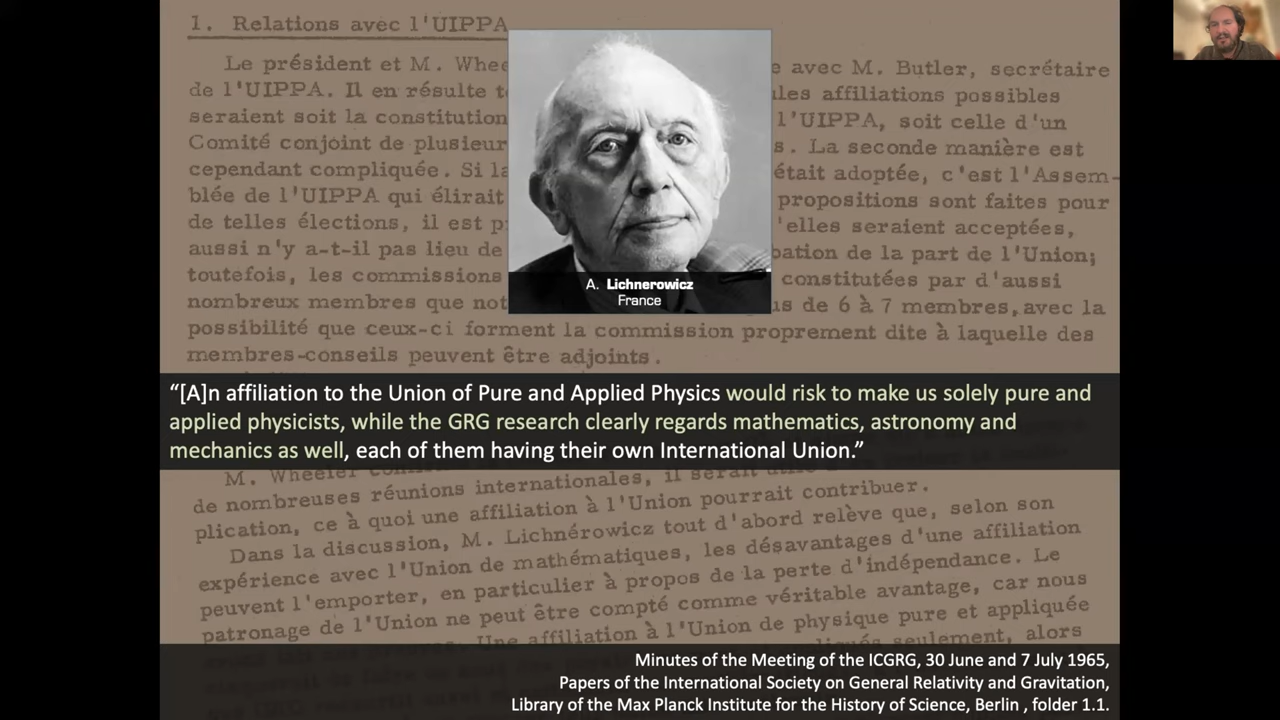 1. Relations avec l'UIPPA
Le président et M. Whee
e avec M. Butler, secrétaire
de l'UIPPA. Il en résulte t
les affiliations possibles
seraient soit la constitution
l'UIPPA, soit celle d'un
Comité conjoint de plusieur
s. La seconde manière est
cependant compliquée. Si la
était adoptée, c'est l'Assem-
blée de l'UIPPA qui élirait
propositions sont faites pour
de telles élections, il est p
'elles seraient acceptées,
aussi n'y a-t-il pas lieu de
bation de la part de l'Union;
toutefois, les commissions
constituées par d'aussi
nombreux membres que not
us de 6 à 7 membres, avec la
possibilité que ceux-ci forment la commission proprement dite à laquelle des
membres-conseils peuvent être adjoints.
A. Lichnerowicz
France
“[A]n affiliation to the Union of Pure and Applied Physics would risk to make us solely pure and
applied physicists, while the GRG research clearly regards mathematics, astronomy and
mechanics as well, each of them having their own International Union.”
M. Wheeler
de nombreuses réunions internationales, il serait
plication, ce à quoi une affiliation à l'Union pourrait contribuer.
Dans la discussion, M. Lichnérowicz tout d'abord relève que, selon son
expérience avec l'Union de mathématiques, les désavantages d'une affiliation
peuvent l'emporter, en particulier à propos de la perte d'indépendance. Le
patronage de l'Union ne peut être compté comme véritable avantage, car nous
Une affiliation à l'Union de physique pure et appliquée
seulement, alors
Minutes of the Meeting of the ICGRG, 30 June and 7 July 1965,
Papers of the International Society on General Relativity and Gravitation,
Library of the Max Planck Institute for the History of Science, Berlin , folder 1.1.